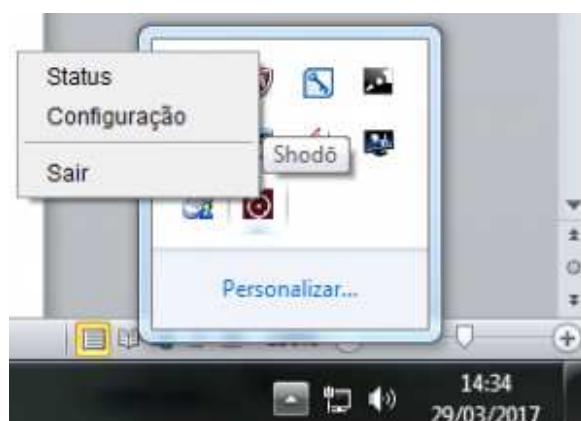 Status
Configuração
Shodō
Sair
Personalizar...
14:34
29/03/2017